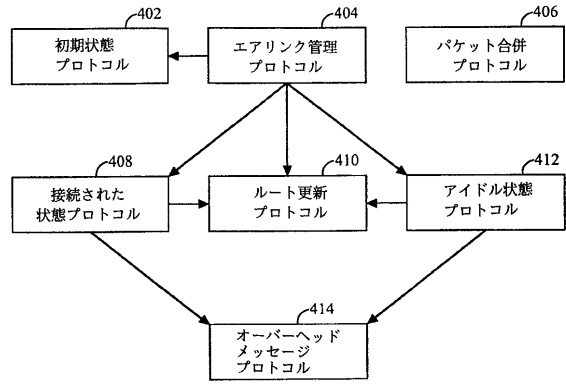 402
404
406
初期状態
プロトコル
エアリンク管理
プロトコル
パケット合併
プロトコル
408
410
412
接続された
状態プロトコル
ルート更新
プロトコル
アイドル状態
プロトコル
414
オーバーヘッド
メッセージ
プロトコル